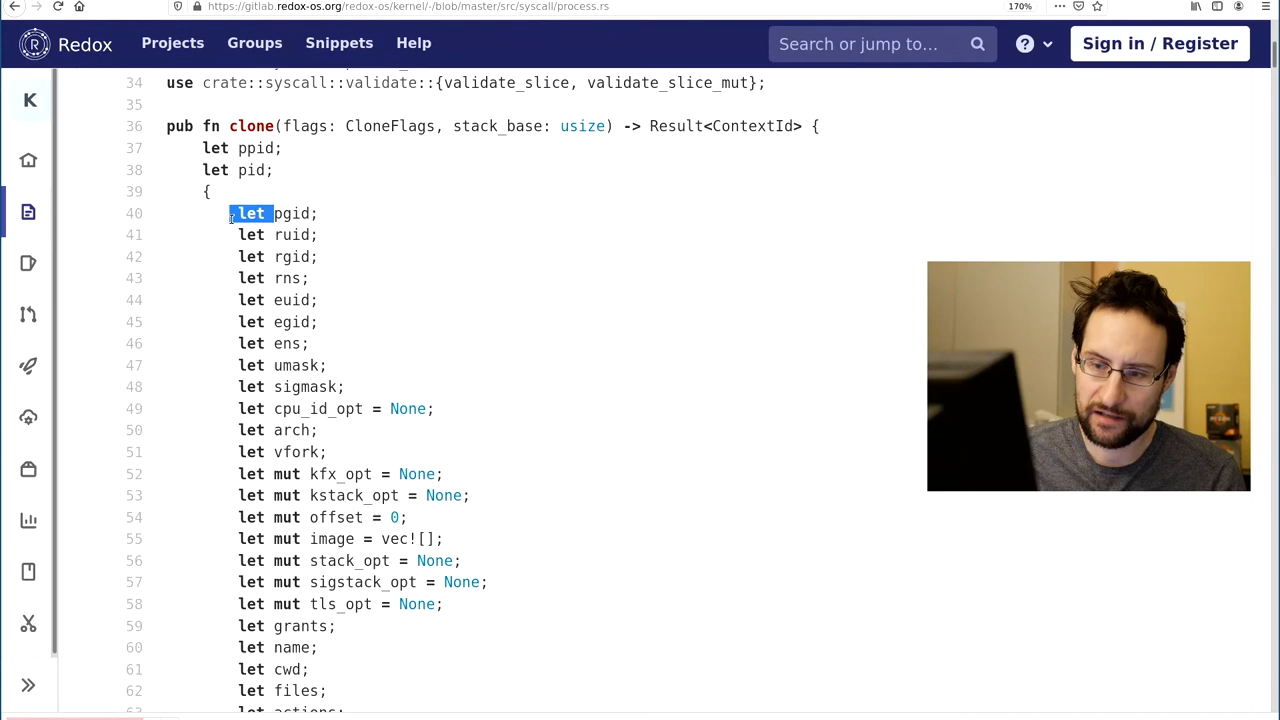 https://gitlab.redox-os.org/redox-os/kernel/-/blob/master/src/syscall/process.rs
170%
Redox
Projects
Groups
Snippets
Help
Search or jump to...
Sign in / Register
K
34 use crate::syscall::validate::{validate_slice, validate_slice_mut};
35
36 pub fn clone(flags: CloneFlags, stack_base: usize) -> Result<ContextId> {
37 let ppid;
38 let pid;
39 {
40 let pgid;
41 let ruid;
42 let rgid;
43 let rns;
44 let euid;
45 let egid;
46 let ens;
47 let umask;
48 let sigmask;
49 let cpu_id_opt = None;
50 let arch;
51 let vfork;
52 let mut kfx_opt = None;
53 let mut kstack_opt = None;
54 let mut offset = 0;
55 let mut image = vec![];
56 let mut stack_opt = None;
57 let mut sigstack_opt = None;
58 let mut tls_opt = None;
59 let grants;
60 let name;
61 let cwd;
62 let files;
63 let actions;